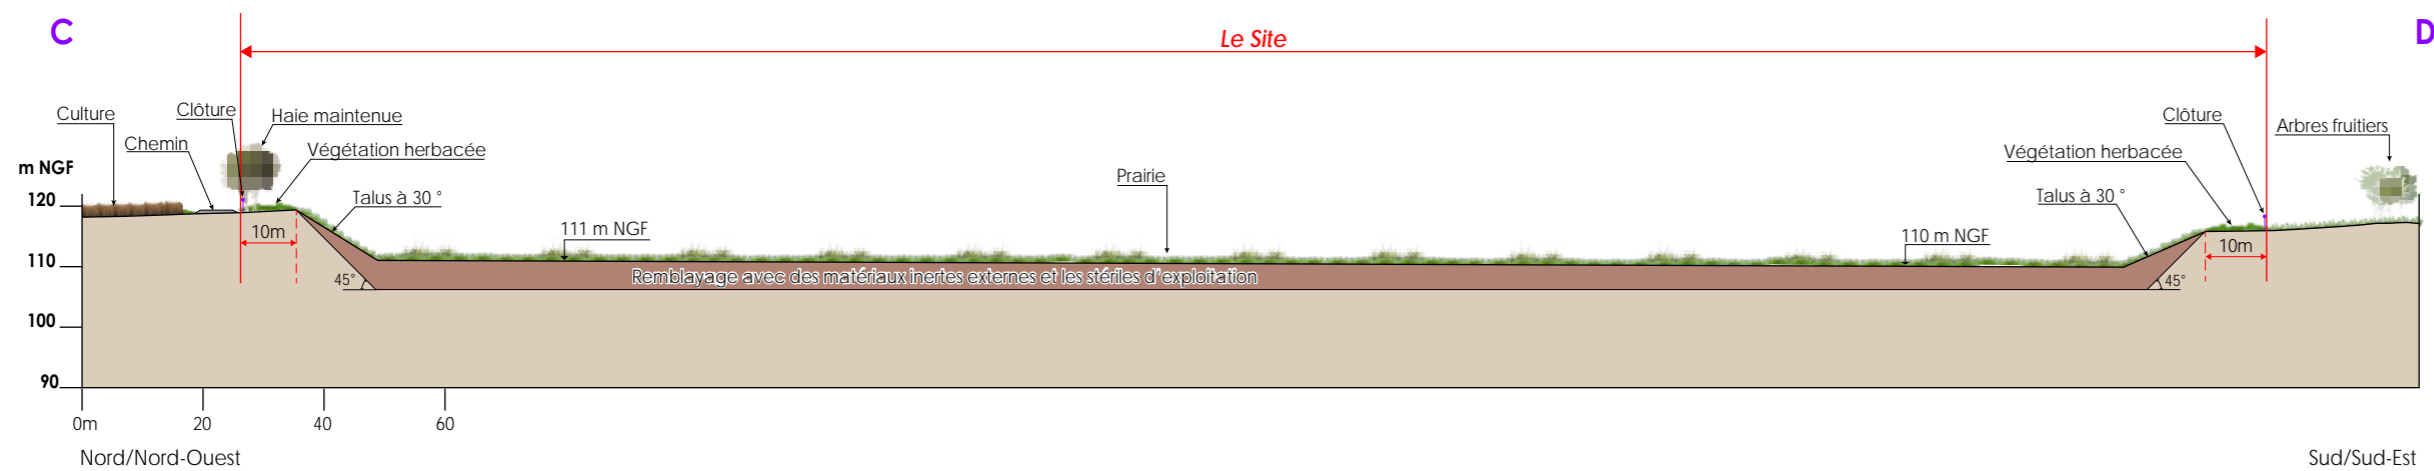 C
Le Site
D
Culture
Clôture
Haie maintenue
Chemin
Végétation herbacée
Talus à 30 °
m NGF
120
110
100
90
10m
45°
111 m NGF
Prairie
Remblayage avec des matériaux inertes externes et les stériles d'exploitation
110 m NGF
Clôture
Arbres fruitiers
Végétation herbacée
Talus à 30 °
10m
45°
0m
20
40
60
Nord/Nord-Ouest
Sud/Sud-Est